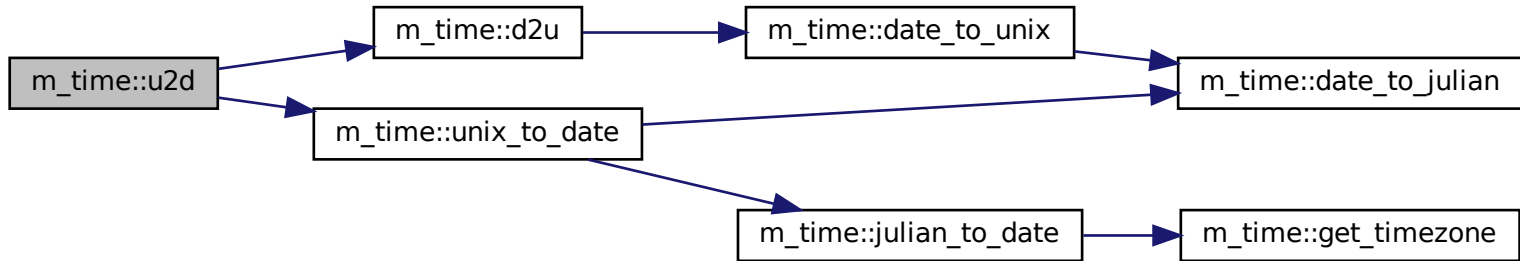 m_time::u2d
m_time::d2u
m_time::date_to_unix
m_time::date_to_julian
m_time::unix_to_date
m_time::julian_to_date
m_time::get_timezone